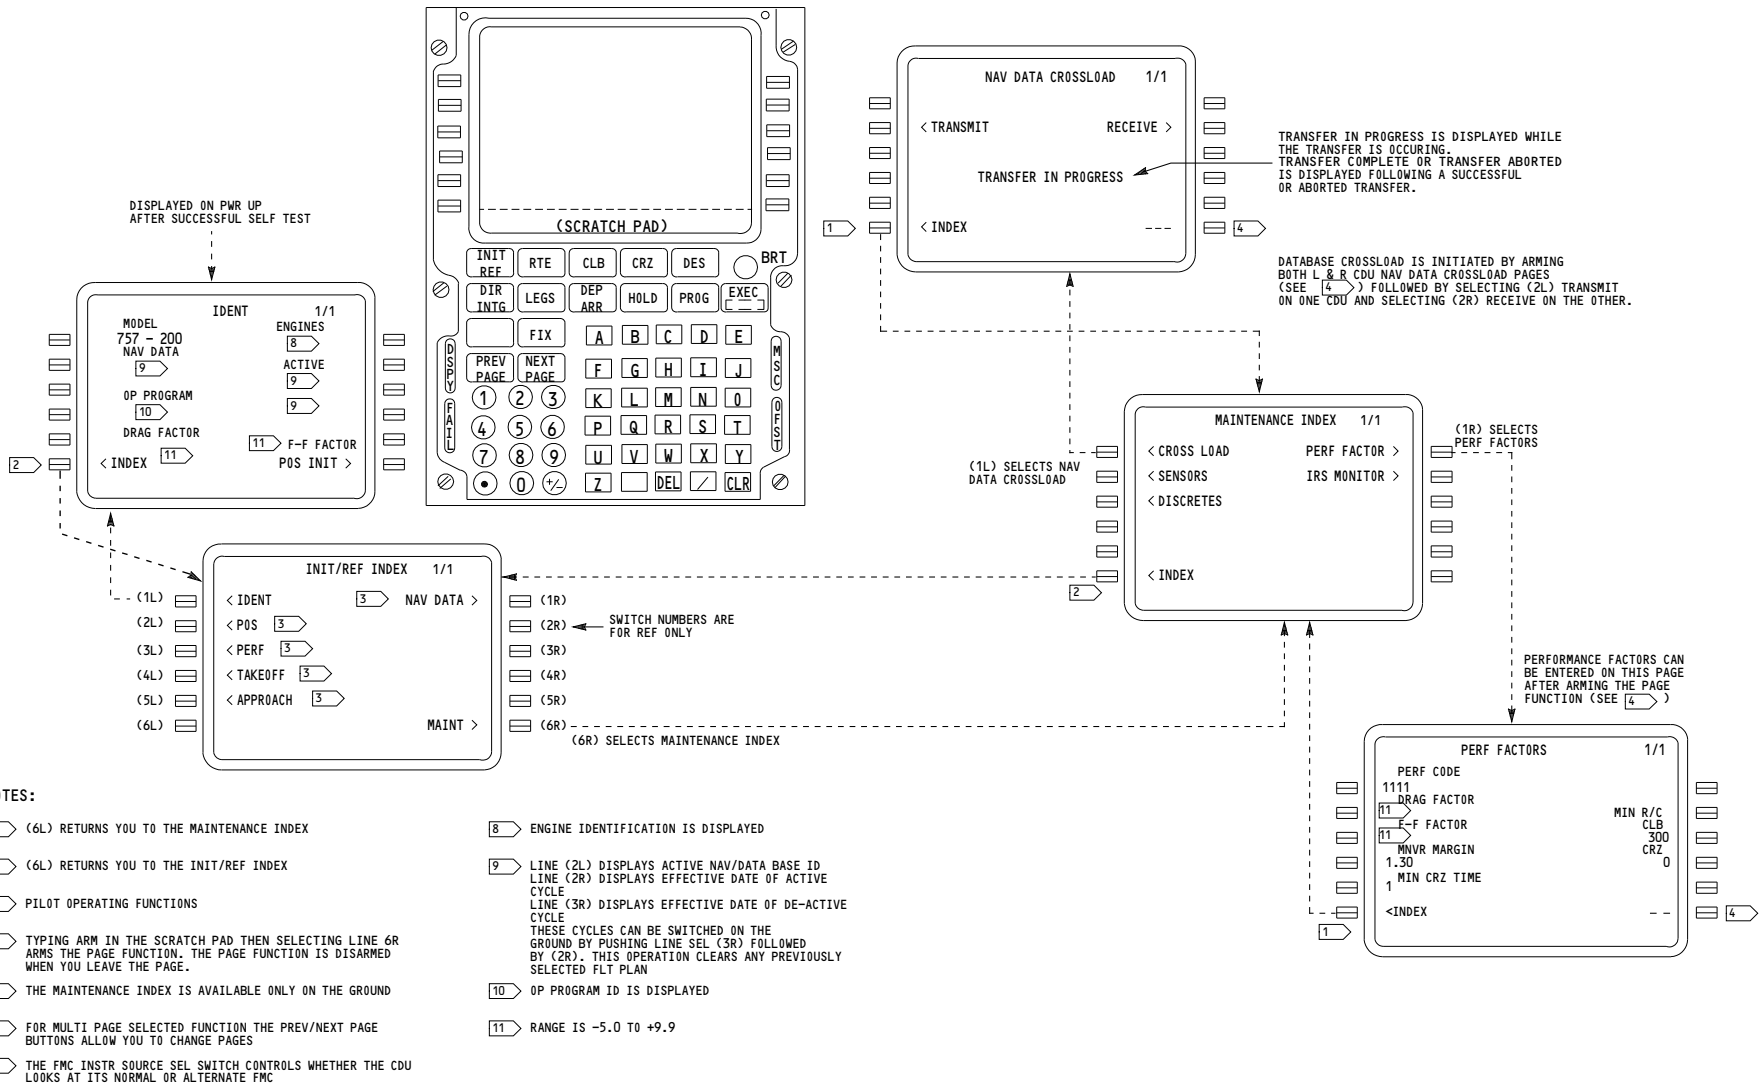 DISPLAYED ON PWR UP
AFTER SUCCESSFUL SELF TEST
IDENT 1/1
MODEL ENGINES
757 - 200 8
NAV DATA ACTIVE
9 9
OP PROGRAM
10 9
DRAG FACTOR 11 F-F FACTOR
< INDEX 11 POS INIT >
2
(SCRATCH PAD)
INIT REF
RTE
CLB
CRZ
DES
BRT
DIR INTG
LEGS
DEP ARR
HOLD
PROG
EXEC
FIX
PREV PAGE
NEXT PAGE
DSPY
FAIL
MSG
OFST
A B C D E
F G H I J
K L M N O
P Q R S T
U V W X Y
Z DEL / CLR
1 2 3
4 5 6
7 8 9
• 0 +/-
NAV DATA CROSSLOAD 1/1
< TRANSMIT RECEIVE >
TRANSFER IN PROGRESS
< INDEX ---
1
4
TRANSFER IN PROGRESS IS DISPLAYED WHILE
THE TRANSFER IS OCCURING.
TRANSFER COMPLETE OR TRANSFER ABORTED
IS DISPLAYED FOLLOWING A SUCCESSFUL
OR ABORTED TRANSFER.
DATABASE CROSSLOAD IS INITIATED BY ARMING
BOTH L & R CDU NAV DATA CROSSLOAD PAGES
(SEE 4 ) FOLLOWED BY SELECTING (2L) TRANSMIT
ON ONE CDU AND SELECTING (2R) RECEIVE ON THE OTHER.
MAINTENANCE INDEX 1/1
< CROSS LOAD PERF FACTOR >
< SENSORS IRS MONITOR >
< DISCRETES
< INDEX
2
(1L) SELECTS NAV
DATA CROSSLOAD
(1R) SELECTS
PERF FACTORS
INIT/REF INDEX 1/1
(1L) < IDENT 3 NAV DATA > (1R)
(2L) < POS 3 (2R)
(3L) < PERF 3 (3R)
(4L) < TAKEOFF 3 (4R)
(5L) < APPROACH 3 (5R)
(6L) MAINT > (6R)
SWITCH NUMBERS ARE
FOR REF ONLY
(6R) SELECTS MAINTENANCE INDEX
PERFORMANCE FACTORS CAN
BE ENTERED ON THIS PAGE
AFTER ARMING THE PAGE
FUNCTION (SEE 4 )
PERF FACTORS 1/1
PERF CODE
1111
DRAG FACTOR
11 MIN R/C
F-F FACTOR CLB
11 300
MNVR MARGIN CRZ
1.30 0
MIN CRZ TIME
1
<INDEX -- 
1
4
OTES:
(6L) RETURNS YOU TO THE MAINTENANCE INDEX
(6L) RETURNS YOU TO THE INIT/REF INDEX
PILOT OPERATING FUNCTIONS
TYPING ARM IN THE SCRATCH PAD THEN SELECTING LINE 6R
ARMS THE PAGE FUNCTION. THE PAGE FUNCTION IS DISARMED
WHEN YOU LEAVE THE PAGE.
THE MAINTENANCE INDEX IS AVAILABLE ONLY ON THE GROUND
FOR MULTI PAGE SELECTED FUNCTION THE PREV/NEXT PAGE
BUTTONS ALLOW YOU TO CHANGE PAGES
THE FMC INSTR SOURCE SEL SWITCH CONTROLS WHETHER THE CDU
LOOKS AT ITS NORMAL OR ALTERNATE FMC
8 ENGINE IDENTIFICATION IS DISPLAYED
9 LINE (2L) DISPLAYS ACTIVE NAV/DATA BASE ID
LINE (2R) DISPLAYS EFFECTIVE DATE OF ACTIVE
CYCLE
LINE (3R) DISPLAYS EFFECTIVE DATE OF DE-ACTIVE
CYCLE
THESE CYCLES CAN BE SWITCHED ON THE
GROUND BY PUSHING LINE SEL (3R) FOLLOWED
BY (2R). THIS OPERATION CLEARS ANY PREVIOUSLY
SELECTED FLT PLAN
10 OP PROGRAM ID IS DISPLAYED
11 RANGE IS -5.0 TO +9.9